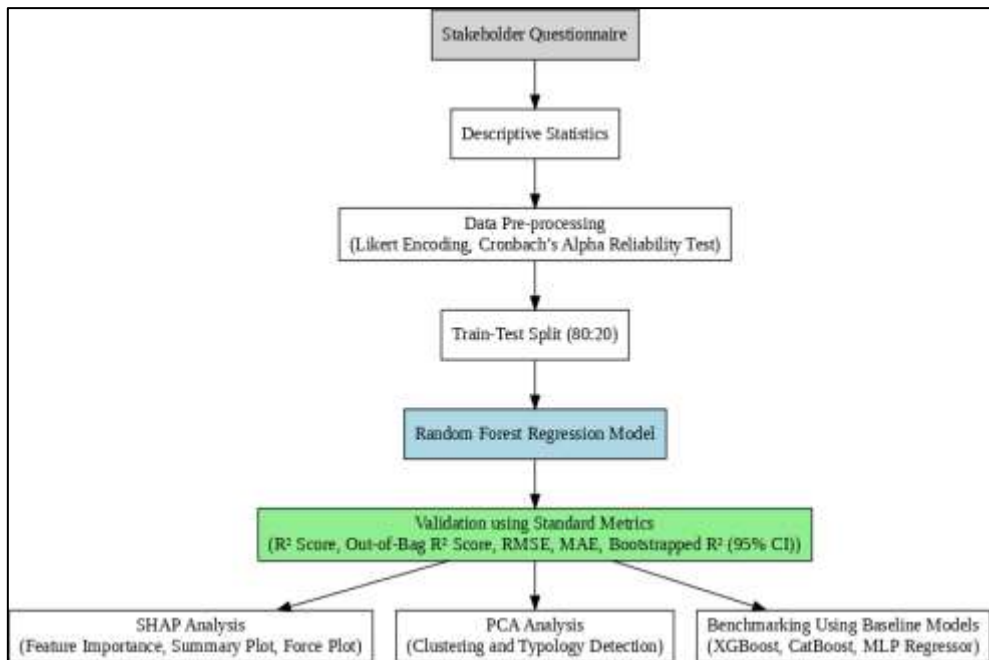 Stakeholder Questionnaire
Descriptive Statistics
Data Pre-processing
(Likert Encoding, Cronbach's Alpha Reliability Test)
Train-Test Split (80:20)
Random Forest Regression Model
Validation using Standard Metrics
(R² Score, Out-of-Bag R² Score, RMSE, MAE, Bootstrapped R² (95% CI))
SHAP Analysis
(Feature Importance, Summary Plot, Force Plot)
PCA Analysis
(Clustering and Typology Detection)
Benchmarking Using Baseline Models
(XGBoost, CatBoost, MLP Regressor)